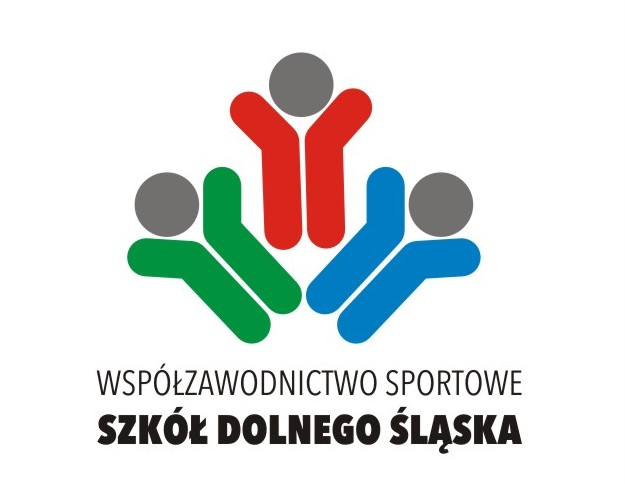 WSPÓŁZAWODNICTWO SPORTOWE
SZKÓŁ DOLNEGO ŚLĄSKA